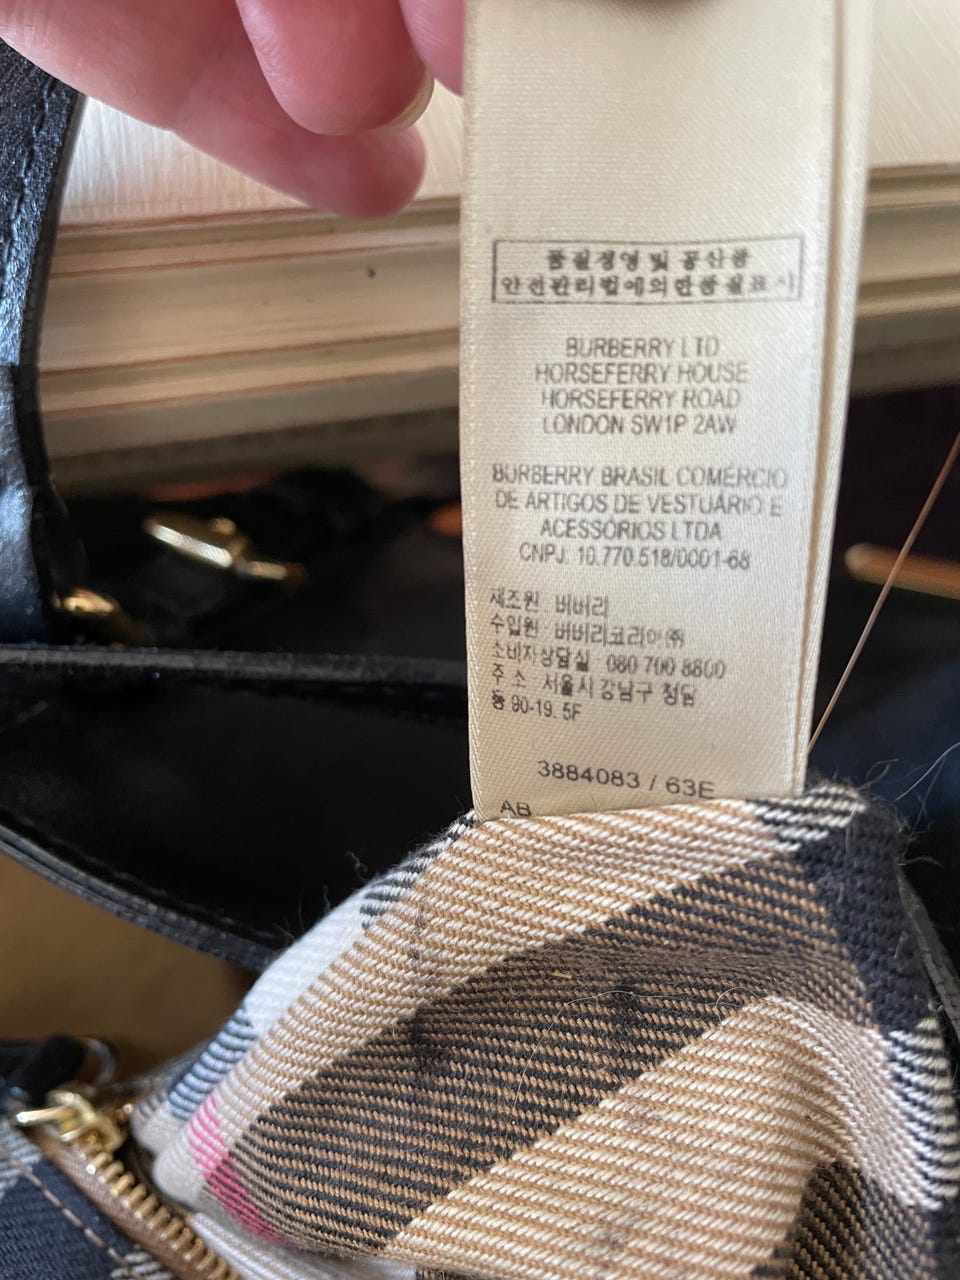 품질경영 및 공산품
안전관리법에의한품질표시
BURBERRY LTD
HORSEFERRY HOUSE
HORSEFERRY ROAD
LONDON SW1P 2AW
BURBERRY BRASIL COMÉRCIO
DE ARTIGOS DE VESTUÁRIO E
ACESSÓRIOS LTDA
CNPJ: 10.770.518/0001-68
제조원 버버리
수입원 버버리코리아(주)
소비자상담실 080 700 8800
주 소 서울시 강남구 청담
동 90-19. 5F
3884083 / 63E
AB